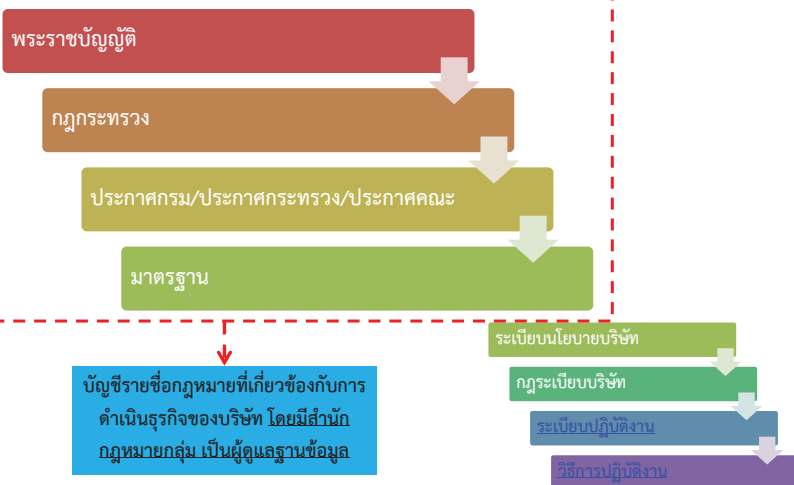 พระราชบัญญัติ
กฎกระทรวง
ประกาศกรม/ประกาศกระทรวง/ประกาศคณะ
มาตรฐาน
ระเบียบนโยบายบริษัท
กฎระเบียบบริษัท
ระเบียบปฏิบัติงาน
วิธีการปฏิบัติงาน
บัญชีรายชื่อกฎหมายที่เกี่ยวข้องกับการ
ดำเนินธุรกิจของบริษัท โดยมีสำนัก
กฎหมายกลุ่ม เป็นผู้ดูแลฐานข้อมูล